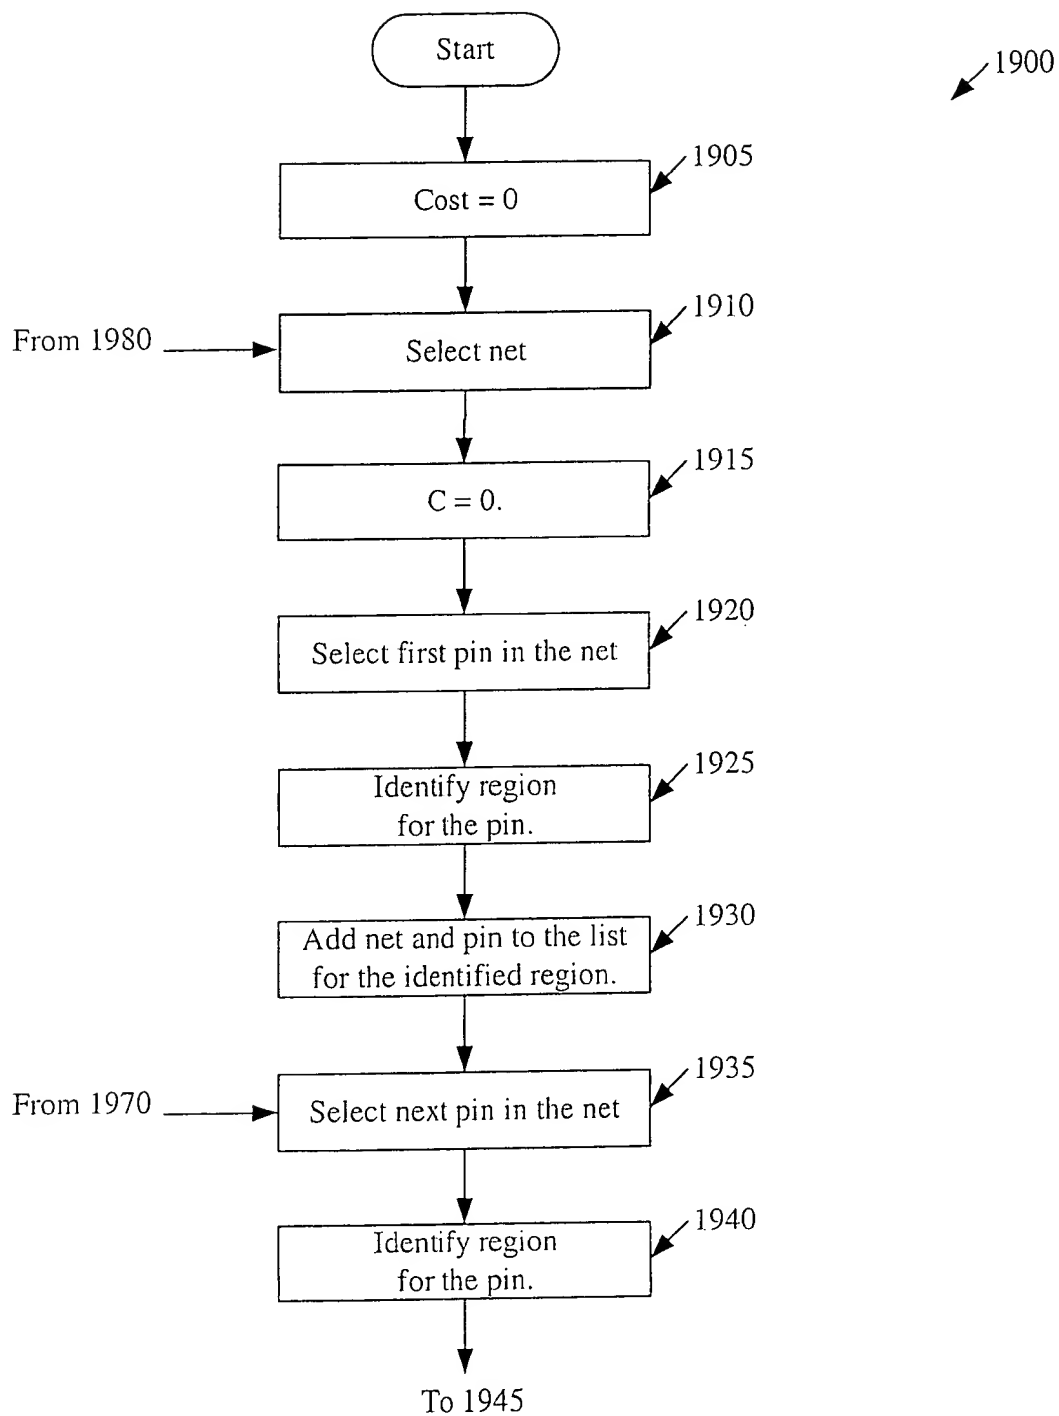 Start
1900
1905
Cost = 0
1910
From 1980
Select net
1915
C = 0.
1920
Select first pin in the net
1925
Identify region
for the pin.
1930
Add net and pin to the list
for the identified region.
1935
From 1970
Select next pin in the net
1940
Identify region
for the pin.
To 1945